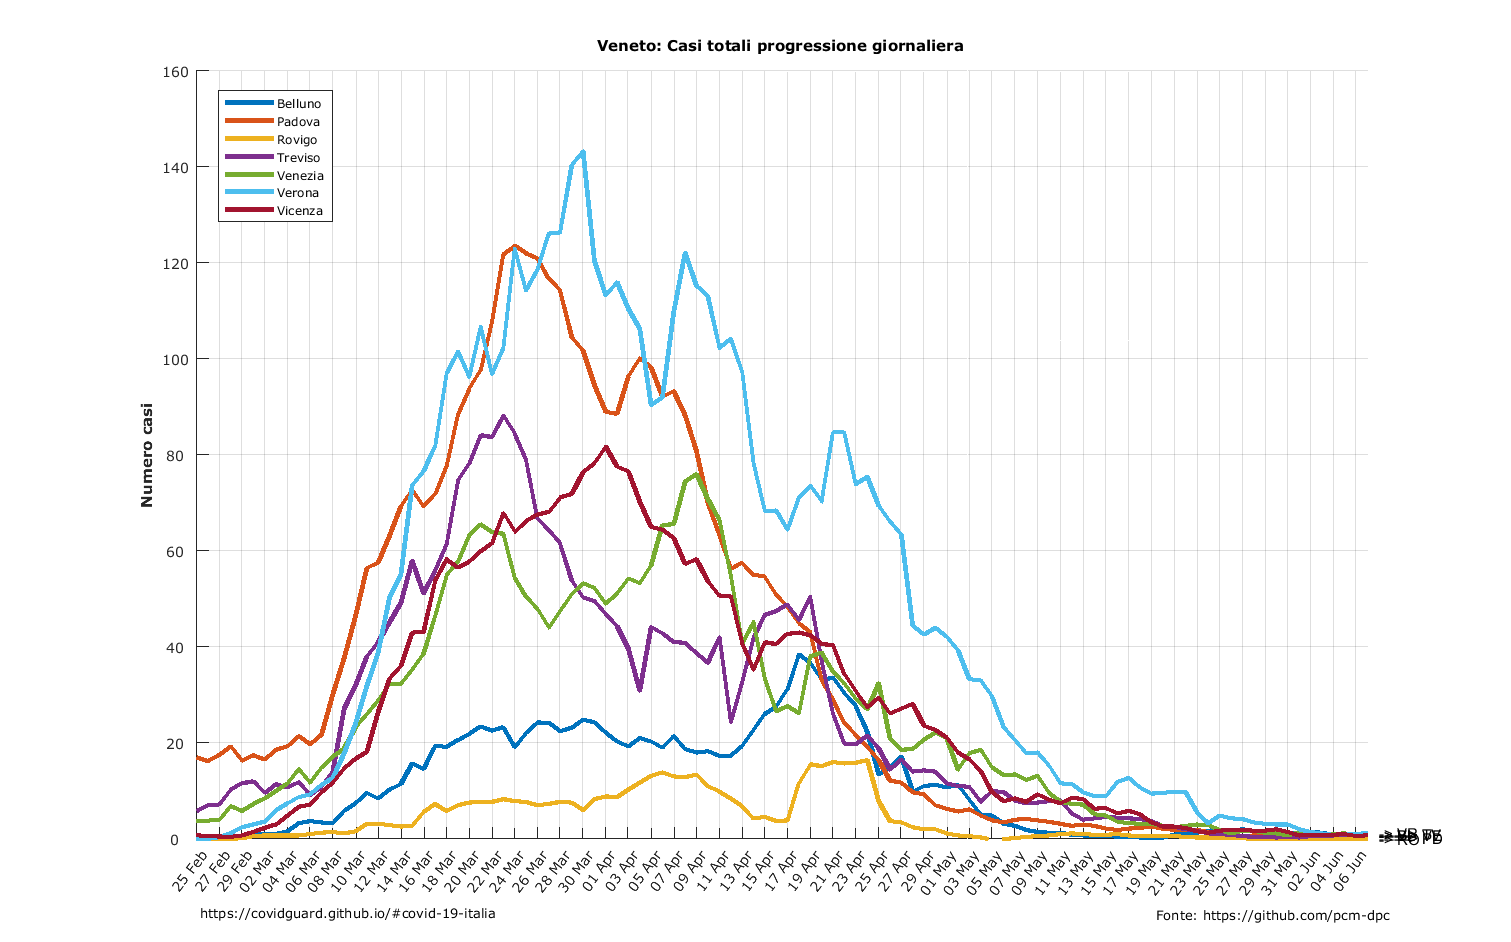 Veneto: Casi totali progressione giornaliera
160
140
120
100
80
60
40
20
0
Numero casi
Belluno
Padova
Rovigo
Treviso
Venezia
Verona
Vicenza
25 Feb
27 Feb
29 Feb
02 Mar
04 Mar
06 Mar
08 Mar
10 Mar
12 Mar
14 Mar
16 Mar
18 Mar
20 Mar
22 Mar
24 Mar
26 Mar
28 Mar
30 Mar
01 Apr
03 Apr
05 Apr
07 Apr
09 Apr
11 Apr
13 Apr
15 Apr
17 Apr
19 Apr
21 Apr
23 Apr
25 Apr
27 Apr
29 Apr
01 May
03 May
05 May
07 May
09 May
11 May
13 May
15 May
17 May
19 May
21 May
23 May
25 May
27 May
29 May
31 May
02 Jun
04 Jun
06 Jun
https://covidguard.github.io/#covid-19-italia
Fonte: https://github.com/pcm-dpc